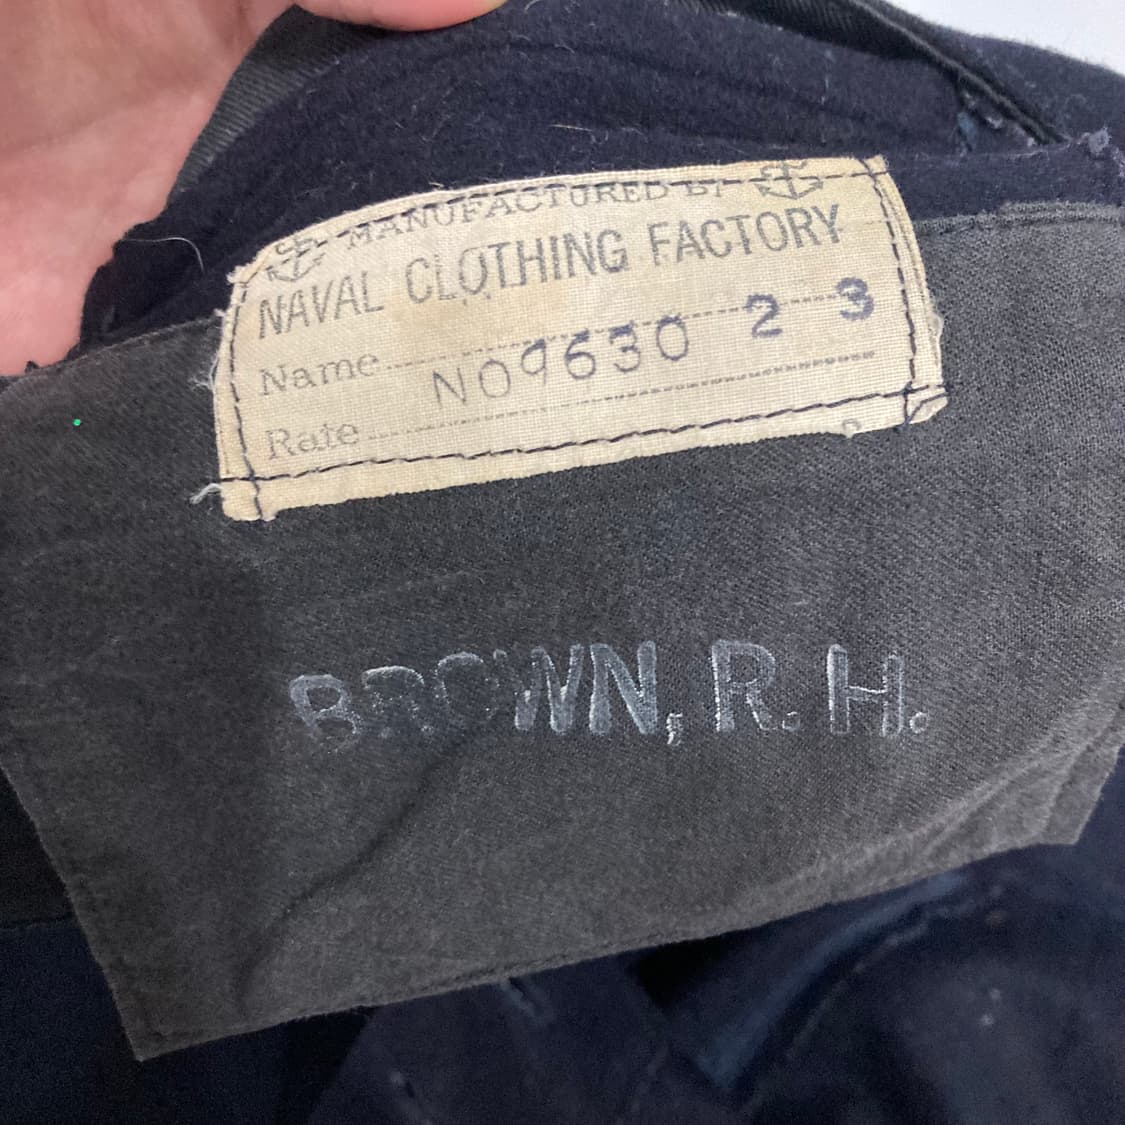 MANUFACTURED BY
NAVAL CLOTHING FACTORY
Name N09630 2 3
Rate
BROWN, R. H.